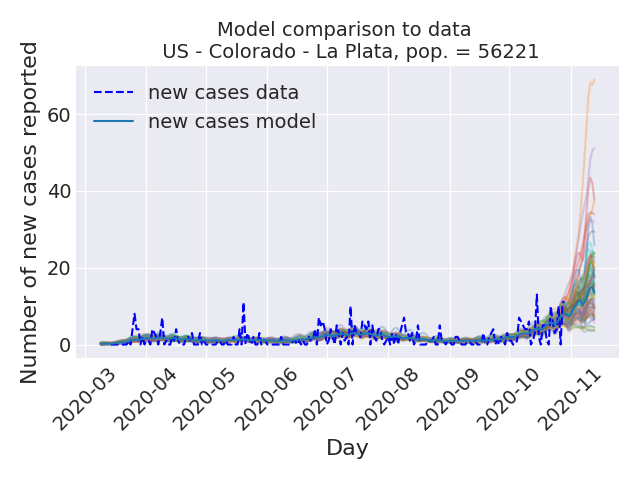 Model comparison to data
US - Colorado - La Plata, pop. = 56221
Number of new cases reported
60
40
20
0
new cases data
new cases model
2020-03
2020-04
2020-05
2020-06
2020-07
2020-08
2020-09
2020-10
2020-11
Day